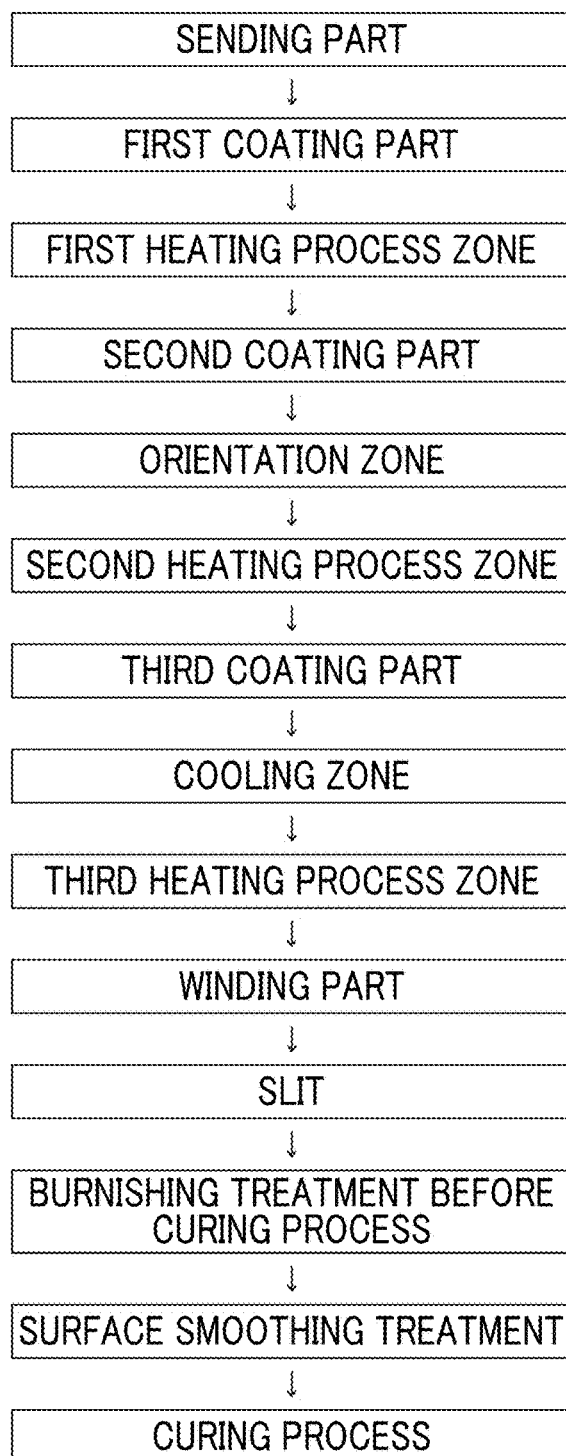 SENDING PART
↓
FIRST COATING PART
↓
FIRST HEATING PROCESS ZONE
↓
SECOND COATING PART
↓
ORIENTATION ZONE
↓
SECOND HEATING PROCESS ZONE
↓
THIRD COATING PART
↓
COOLING ZONE
↓
THIRD HEATING PROCESS ZONE
↓
WINDING PART
↓
SLIT
↓
BURNISHING TREATMENT BEFORE
CURING PROCESS
↓
SURFACE SMOOTHING TREATMENT
↓
CURING PROCESS